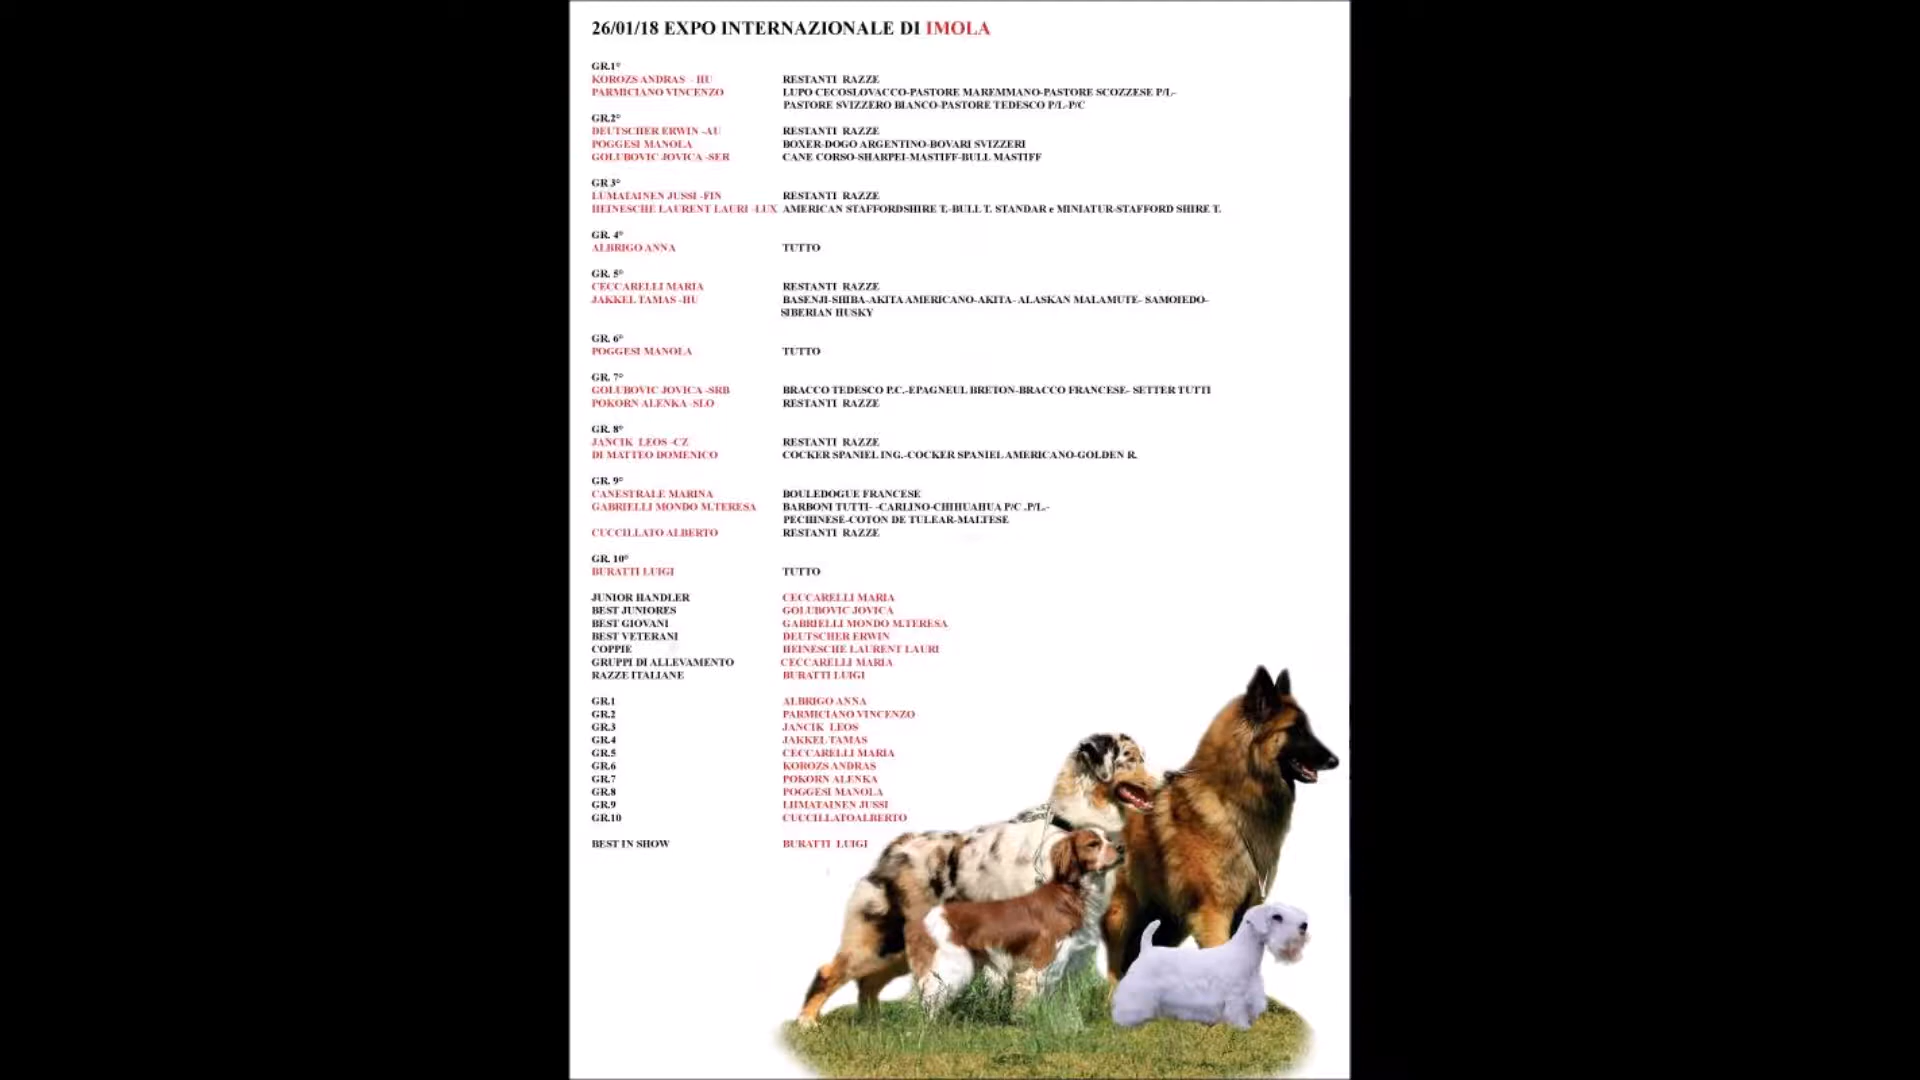 26/01/18 EXPO INTERNAZIONALE DI IMOLA
GR.1°
KOROZS ANDRAS - HU RESTANTI RAZZE
PARMICIANO VINCENZO LUPO CECOSLOVACCO-PASTORE MAREMMANO-PASTORE SCOZZESE P/L-
PASTORE SVIZZERO BIANCO-PASTORE TEDESCO P/L-P/C
GR.2°
DEUTSCHER ERWIN -AU RESTANTI RAZZE
POGGESI MANOLA BOXER-DOGO ARGENTINO-BOVARI SVIZZERI
GOLUBOVIC JOVICA -SER CANE CORSO-SHARPEI-MASTIFF-BULL MASTIFF
GR 3°
LUMATAINEN JUSSI -FIN RESTANTI RAZZE
HEINESCHE LAURENT LAURI -LUX AMERICAN STAFFORDSHIRE T.-BULL T. STANDAR e MINIATUR-STAFFORD SHIRE T.
GR. 4°
ALBRIGO ANNA TUTTO
GR. 5°
CECCARELLI MARIA RESTANTI RAZZE
JAKKEL TAMAS -HU BASENJI-SHIBA-AKITA AMERICANO-AKITA- ALASKAN MALAMUTE- SAMOIEDO-
SIBERIAN HUSKY
GR. 6°
POGGESI MANOLA TUTTO
GR. 7°
GOLUBOVIC JOVICA -SRB BRACCO TEDESCO P.C.-EPAGNEUL BRETON-BRACCO FRANCESE- SETTER TUTTI
POKORN ALENKA -SLO RESTANTI RAZZE
GR. 8°
JANCIK LEOS -CZ RESTANTI RAZZE
DI MATTEO DOMENICO COCKER SPANIEL ING.-COCKER SPANIEL AMERICANO-GOLDEN R.
GR. 9°
CANESTRALE MARINA BOULEDOGUE FRANCESE
GABRIELLI MONDO M.TERESA BARBONI TUTTI- -CARLINO-CHIHUAHUA P/C .P/L.-
PECHINESE-COTON DE TULEAR-MALTESE
CUCCILLATO ALBERTO RESTANTI RAZZE
GR. 10°
BURATTI LUIGI TUTTO
JUNIOR HANDLER CECCARELLI MARIA
BEST JUNIORES GOLUBOVIC JOVICA
BEST GIOVANI GABRIELLI MONDO M.TERESA
BEST VETERANI DEUTSCHER ERWIN
COPPIE HEINESCHE LAURENT LAURI
GRUPPI DI ALLEVAMENTO CECCARELLI MARIA
RAZZE ITALIANE BURATTI LUIGI
GR.1 ALBRIGO ANNA
GR.2 PARMICIANO VINCENZO
GR.3 JANCIK LEOS
GR.4 JAKKEL TAMAS
GR.5 CECCARELLI MARIA
GR.6 KOROZS ANDRAS
GR.7 POKORN ALENKA
GR.8 POGGESI MANOLA
GR.9 LIIMATAINEN JUSSI
GR.10 CUCCILLATOALBERTO
BEST IN SHOW BURATTI LUIGI